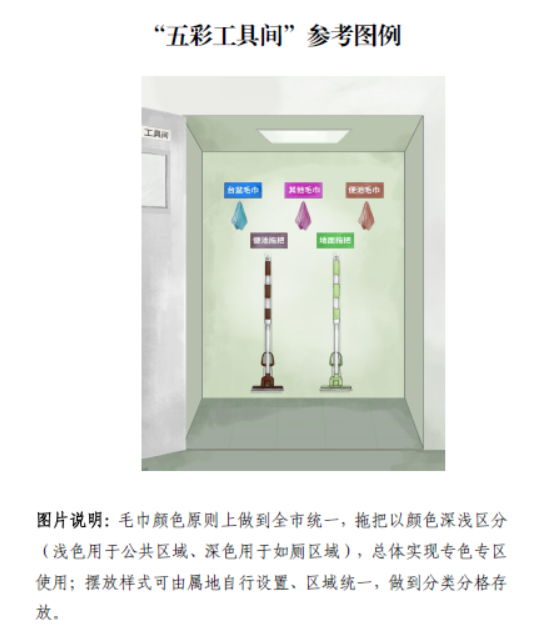 “五彩工具间”参考图例
工具间
台盆毛巾
其他毛巾
便池毛巾
便池拖把
地面拖把
图片说明：毛巾颜色原则上做到全市统一，拖把以颜色深浅区分
（浅色用于公共区域、深色用于如厕区域），总体实现专色专区
使用；摆放样式可由属地自行设置、区域统一，做到分类分格存
放。